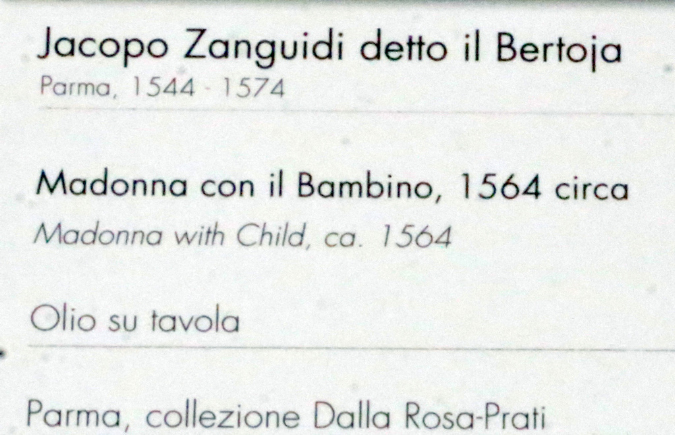 Jacopo Zanguidi detto il Bertoja
Parma, 1544 - 1574
Madonna con il Bambino, 1564 circa
Madonna with Child, ca. 1564
Olio su tavola
Parma, collezione Dalla Rosa-Prati